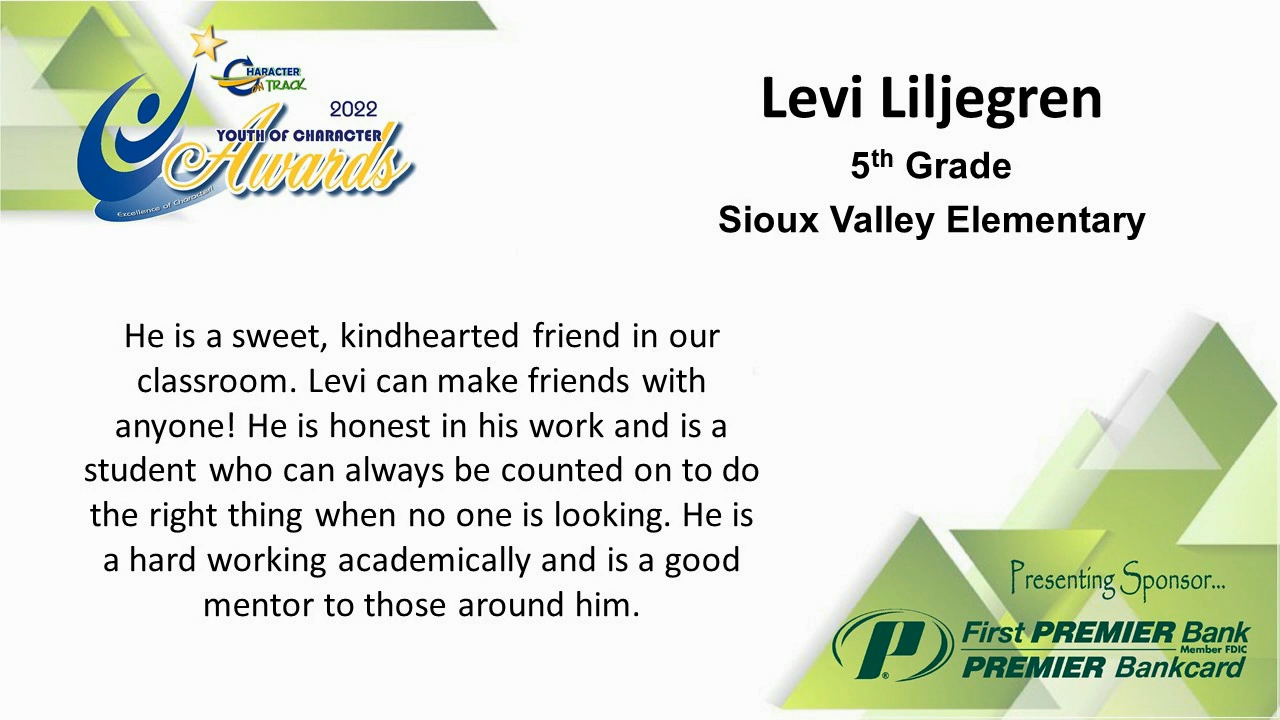 CHARACTER
ON TRACK
2022
YOUTH OF CHARACTER
Awards
Excellence of Character!
Levi Liljegren
5th Grade
Sioux Valley Elementary
He is a sweet, kindhearted friend in our
classroom. Levi can make friends with
anyone! He is honest in his work and is a
student who can always be counted on to do
the right thing when no one is looking. He is
a hard working academically and is a good
mentor to those around him.
Presenting Sponsor...
P®
First PREMIER Bank
Member FDIC
PREMIER Bankcard